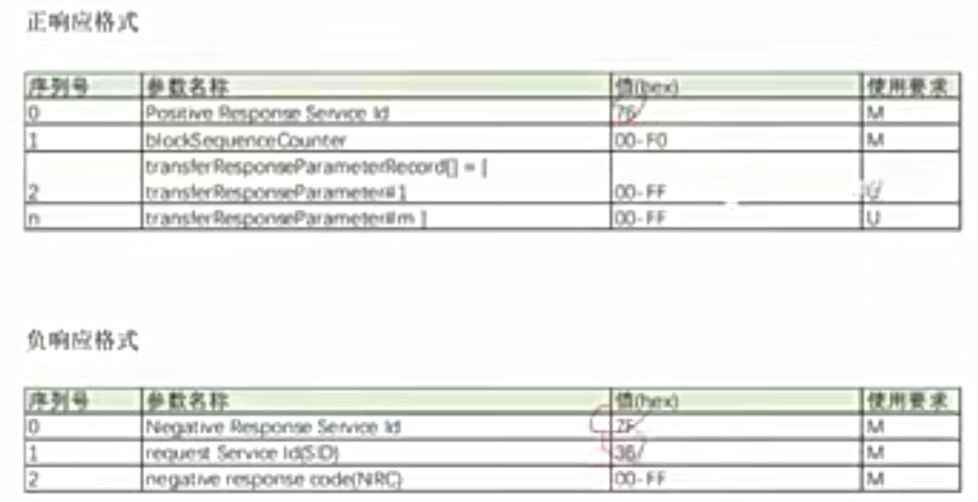 正响应格式
序列号 参数名称 值(hex) 使用要求
0 Positive Response Service Id 76 M
1 blockSequenceCounter 00-F0 M
transferResponseParameterRecord[] = [
2 transferResponseParameter#1 00-FF U
n transferResponseParameter#m ] 00-FF U
负响应格式
序列号 参数名称 值(hex) 使用要求
0 Negative Response Service Id 7F M
1 request Service Id(SID) 36 M
2 negative response code(NRC) 00-FF M